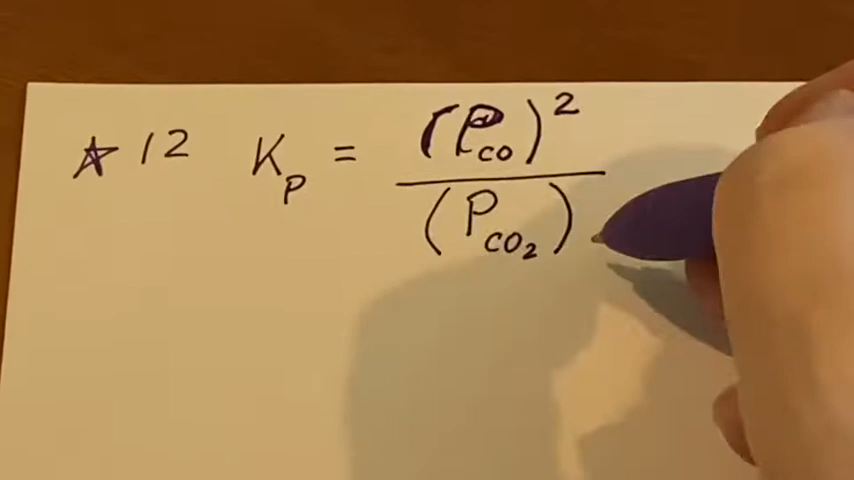 ★ 12 Kp = (PCO)² / (PCO₂)